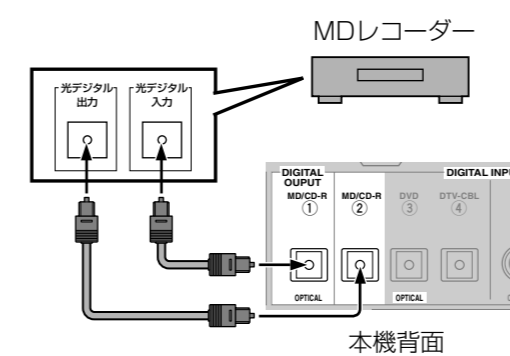 MDレコーダー
光デジタル
出力
光デジタル
入力
DIGITAL
OUPUT
DIGITAL INPU
MD/CD-R
①
MD/CD-R
②
DVD
③
DTV-CBL
④
OPTICAL
OPTICAL
本機背面